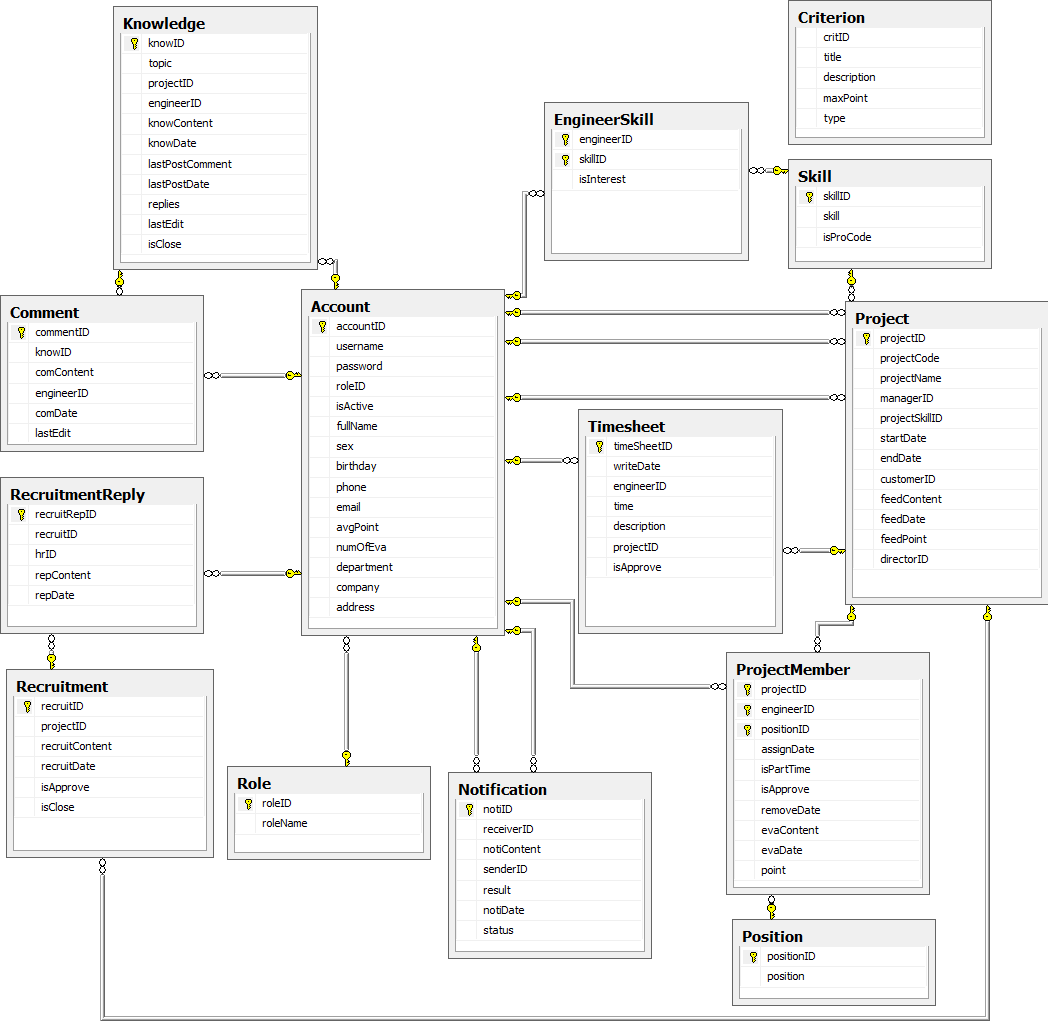 Knowledge
knowID
topic
projectID
engineerID
knowContent
knowDate
lastPostComment
lastPostDate
replies
lastEdit
isClose
Criterion
critID
title
description
maxPoint
type
EngineerSkill
engineerID
skillID
isInterest
Skill
skillID
skill
isProCode
Comment
commentID
knowID
comContent
engineerID
comDate
lastEdit
Account
accountID
username
password
roleID
isActive
fullName
sex
birthday
phone
email
avgPoint
numOfEva
department
company
address
Project
projectID
projectCode
projectName
managerID
projectSkillID
startDate
endDate
customerID
feedContent
feedDate
feedPoint
directorID
Timesheet
timeSheetID
writeDate
engineerID
time
description
projectID
isApprove
RecruitmentReply
recruitRepID
recruitID
hrID
repContent
repDate
Recruitment
recruitID
projectID
recruitContent
recruitDate
isApprove
isClose
Role
roleID
roleName
Notification
notiID
receiverID
notiContent
senderID
result
notiDate
status
ProjectMember
projectID
engineerID
positionID
assignDate
isPartTime
isApprove
removeDate
evaContent
evaDate
point
Position
positionID
position